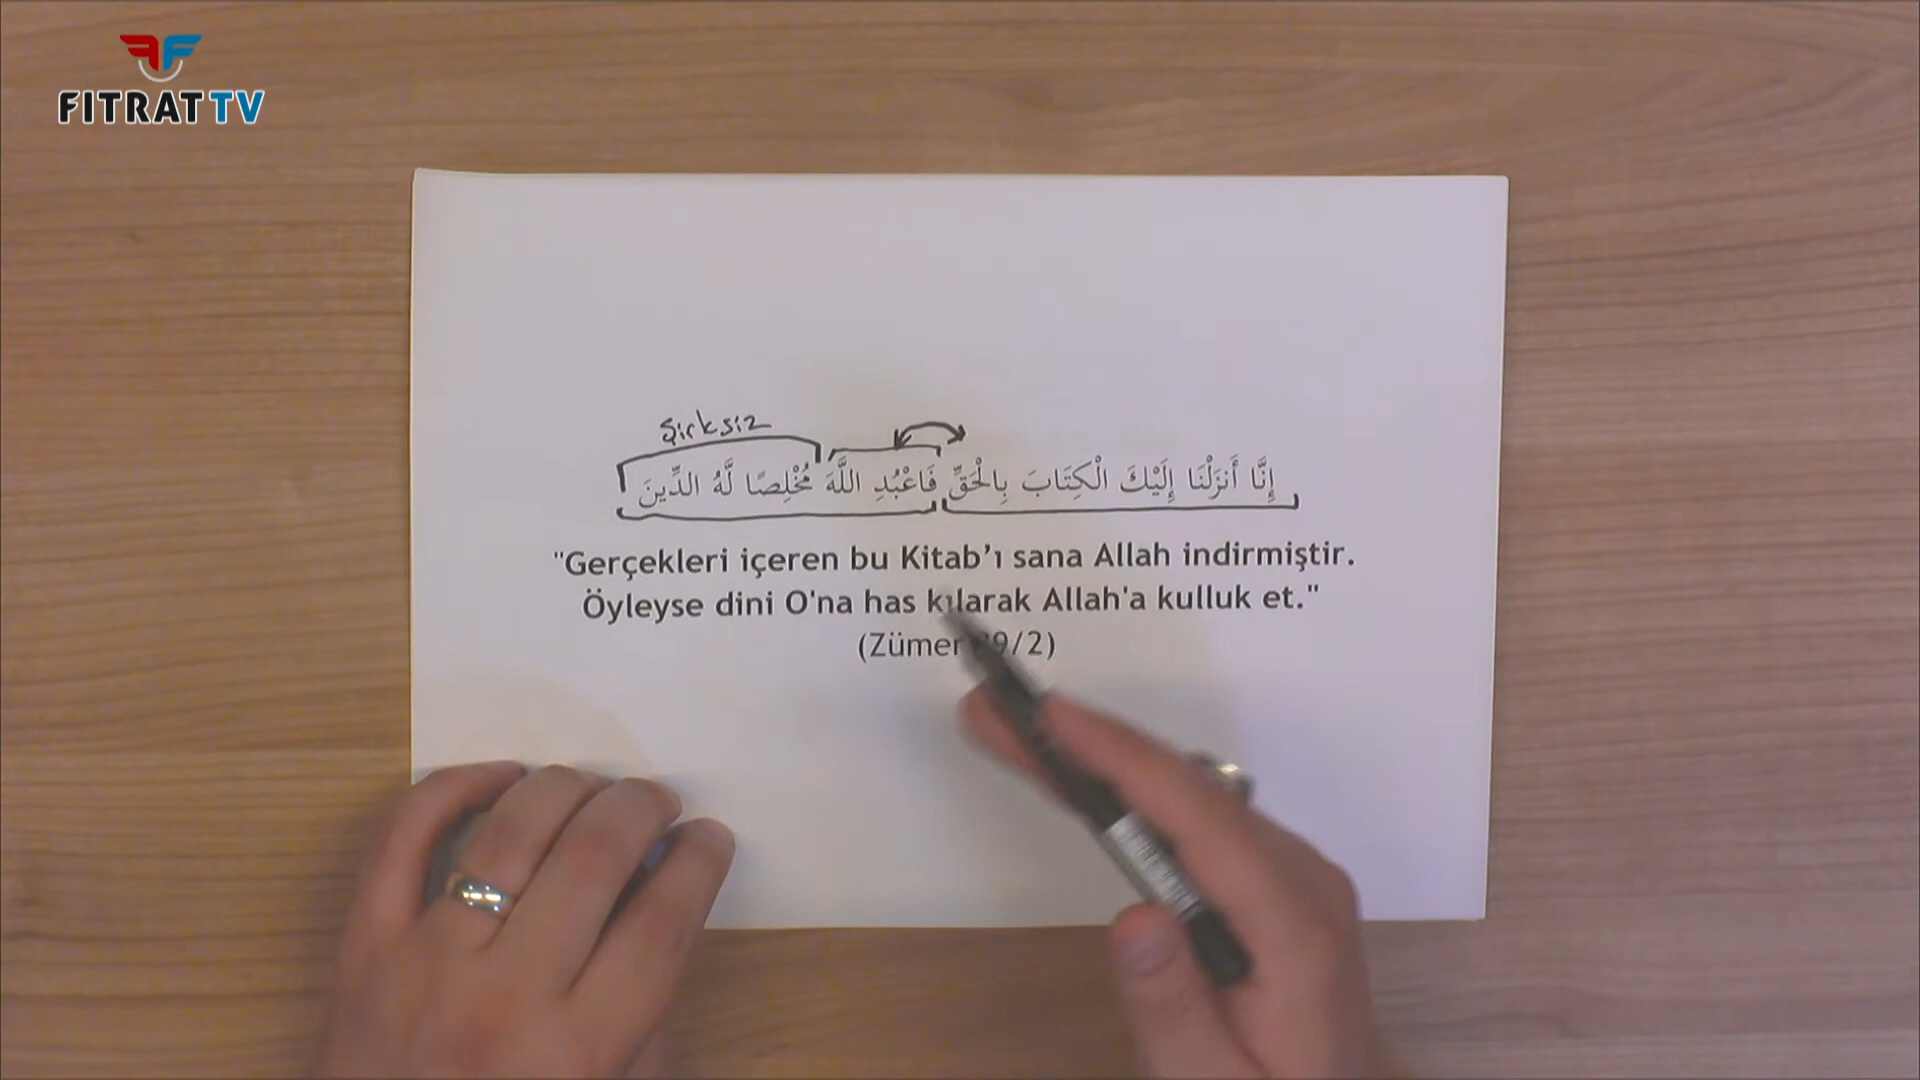 FITRAT TV
şirksiz
إِنَّا أَنزَلْنَا إِلَيْكَ الْكِتَابَ بِالْحَقِّ فَاعْبُدِ اللَّهَ مُخْلِصًا لَّهُ الدِّينَ
"Gerçekleri içeren bu Kitab’ı sana Allah indirmiştir.
Öyleyse dini O'na has kılarak Allah'a kulluk et."
(Zümer 39/2)